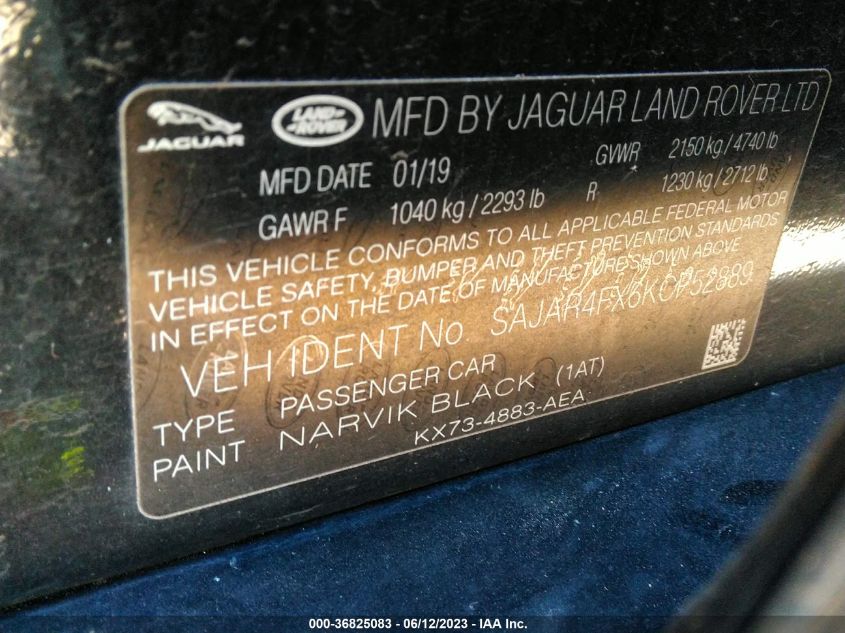 JAGUAR LAND ROVER MFD BY JAGUAR LAND ROVER LTD
MFD DATE 01/19 GVWR 2150 kg / 4740 lb
GAWR F 1040 kg / 2293 lb R 1230 kg / 2712 lb
THIS VEHICLE CONFORMS TO ALL APPLICABLE FEDERAL MOTOR
VEHICLE SAFETY, BUMPER AND THEFT PREVENTION STANDARDS
IN EFFECT ON THE DATE OF MANUFACTURE SHOWN ABOVE
VEH IDENT No. SAJAR4FX6KCP52889
TYPE PASSENGER CAR
PAINT NARVIK BLACK (1AT)
KX73-4883-AEA
000-36825083 - 06/12/2023 - IAA Inc.